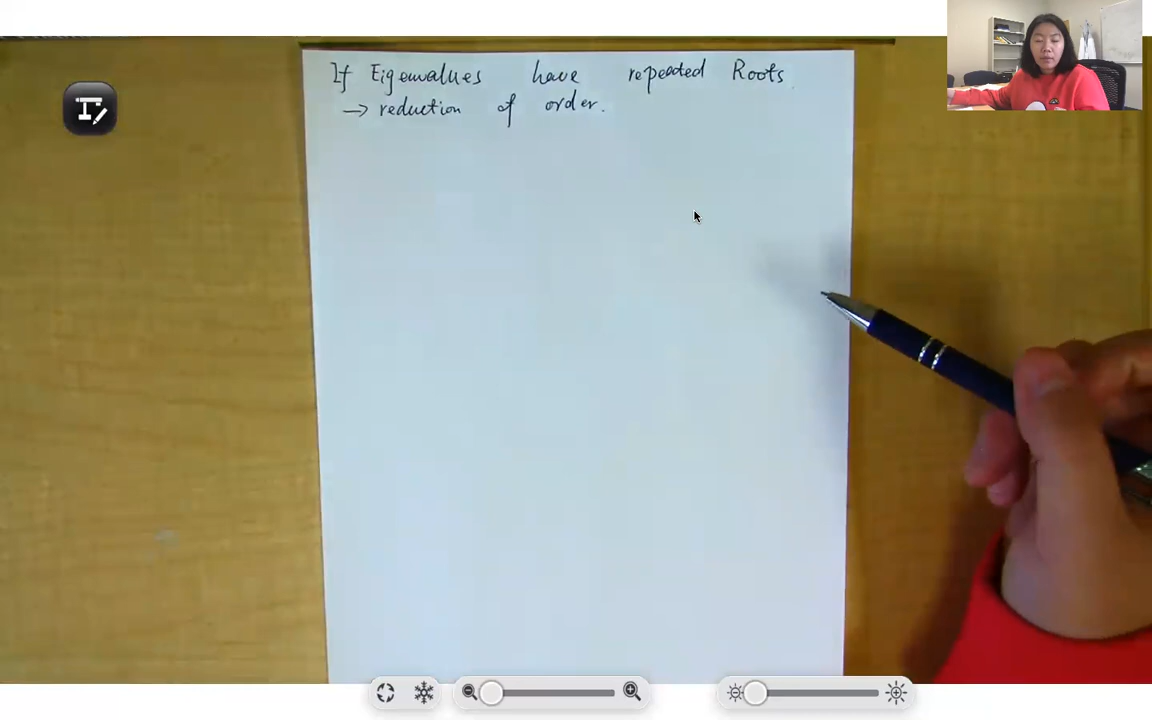 If Eigenvalues have repeated Roots.
→ reduction of order.